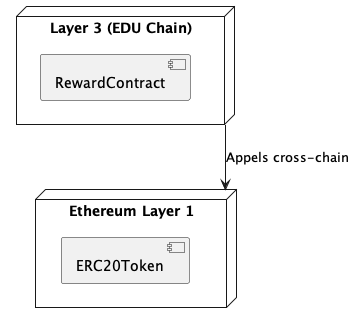 Layer 3 (EDU Chain)
RewardContract
Appels cross-chain
Ethereum Layer 1
ERC20Token